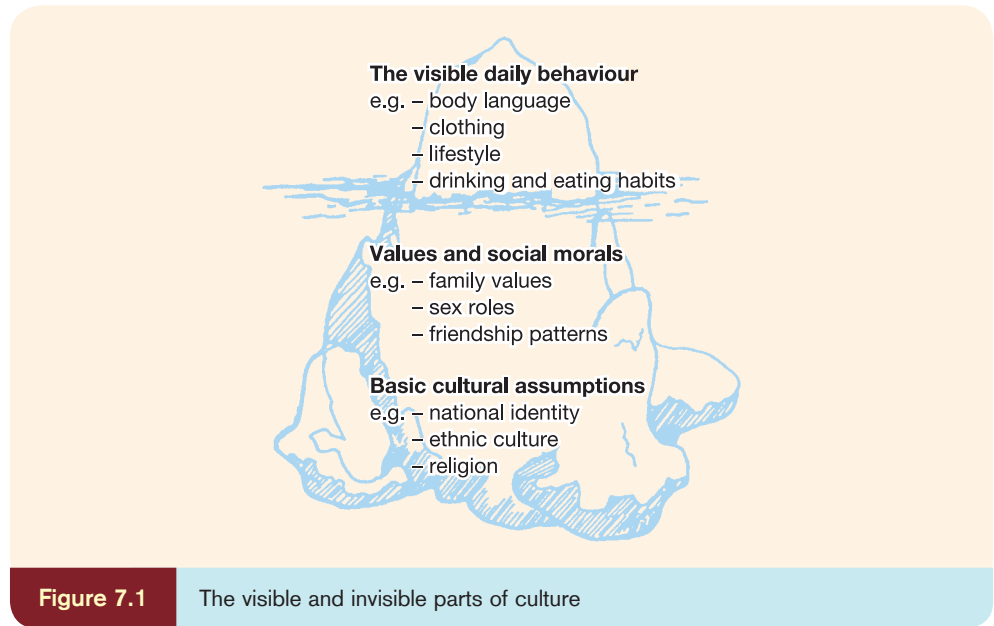 The visible daily behaviour
e.g. – body language
– clothing
– lifestyle
– drinking and eating habits
Values and social morals
e.g. – family values
– sex roles
– friendship patterns
Basic cultural assumptions
e.g. – national identity
– ethnic culture
– religion
Figure 7.1 The visible and invisible parts of culture